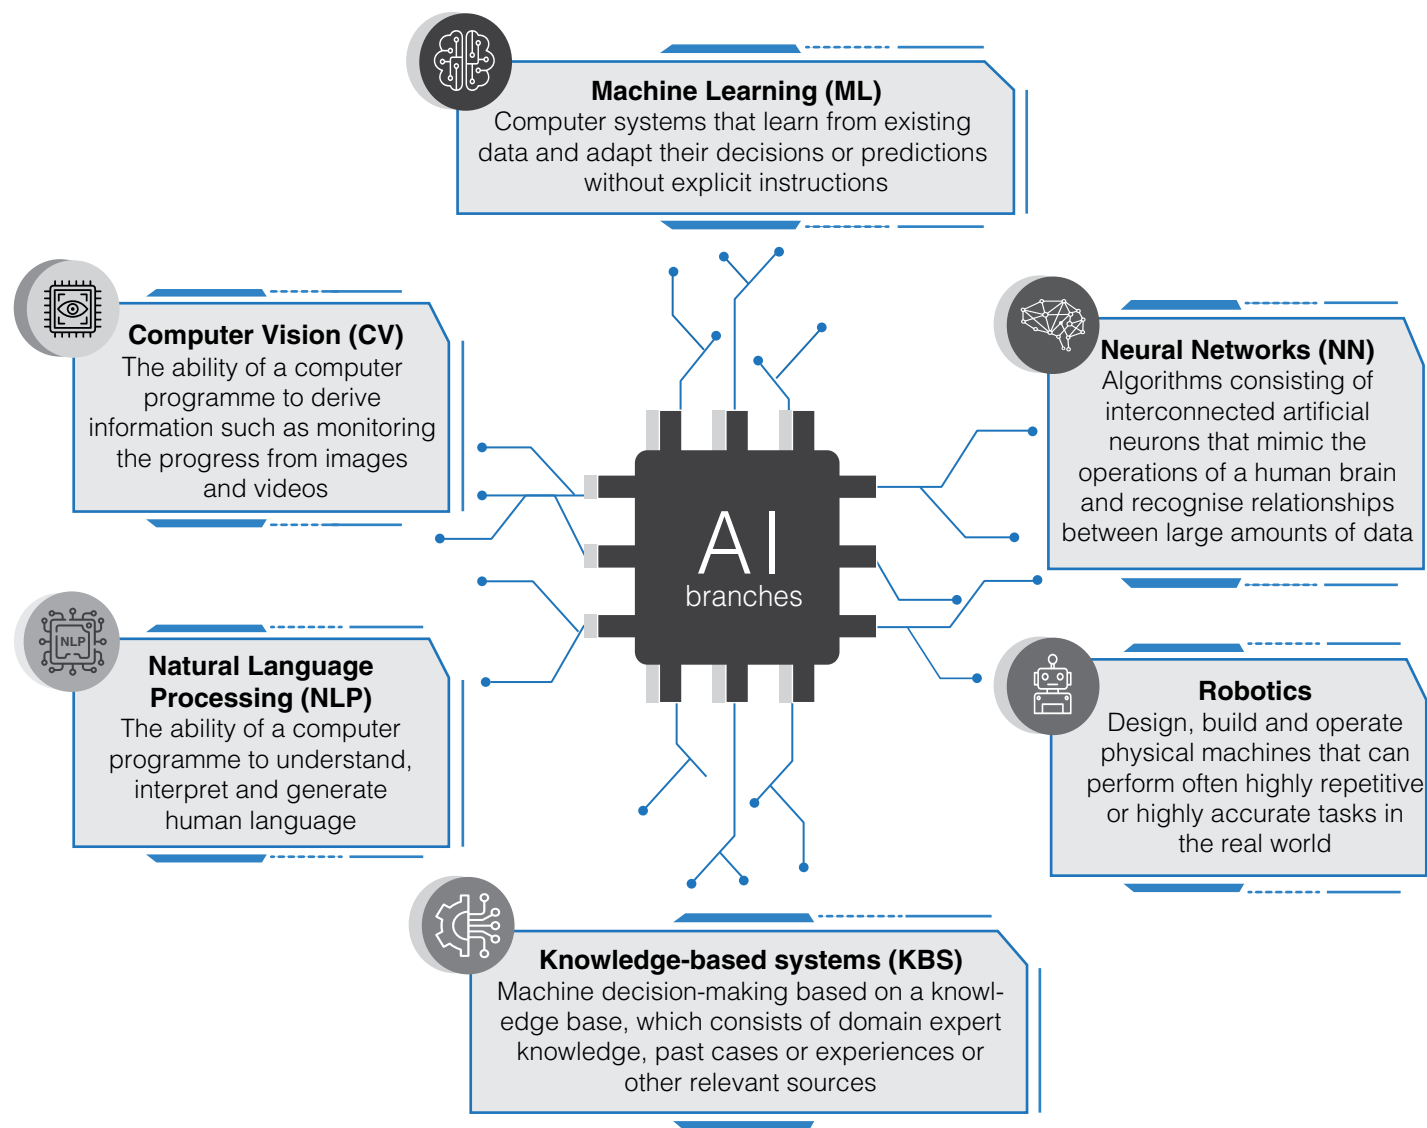 Machine Learning (ML)
Computer systems that learn from existing
data and adapt their decisions or predictions
without explicit instructions
Computer Vision (CV)
The ability of a computer
programme to derive
information such as monitoring
the progress from images
and videos
Neural Networks (NN)
Algorithms consisting of
interconnected artificial
neurons that mimic the
operations of a human brain
and recognise relationships
between large amounts of data
AI
branches
NLP
Natural Language
Processing (NLP)
The ability of a computer
programme to understand,
interpret and generate
human language
Robotics
Design, build and operate
physical machines that can
perform often highly repetitive
or highly accurate tasks in
the real world
Knowledge-based systems (KBS)
Machine decision-making based on a knowl-
edge base, which consists of domain expert
knowledge, past cases or experiences or
other relevant sources